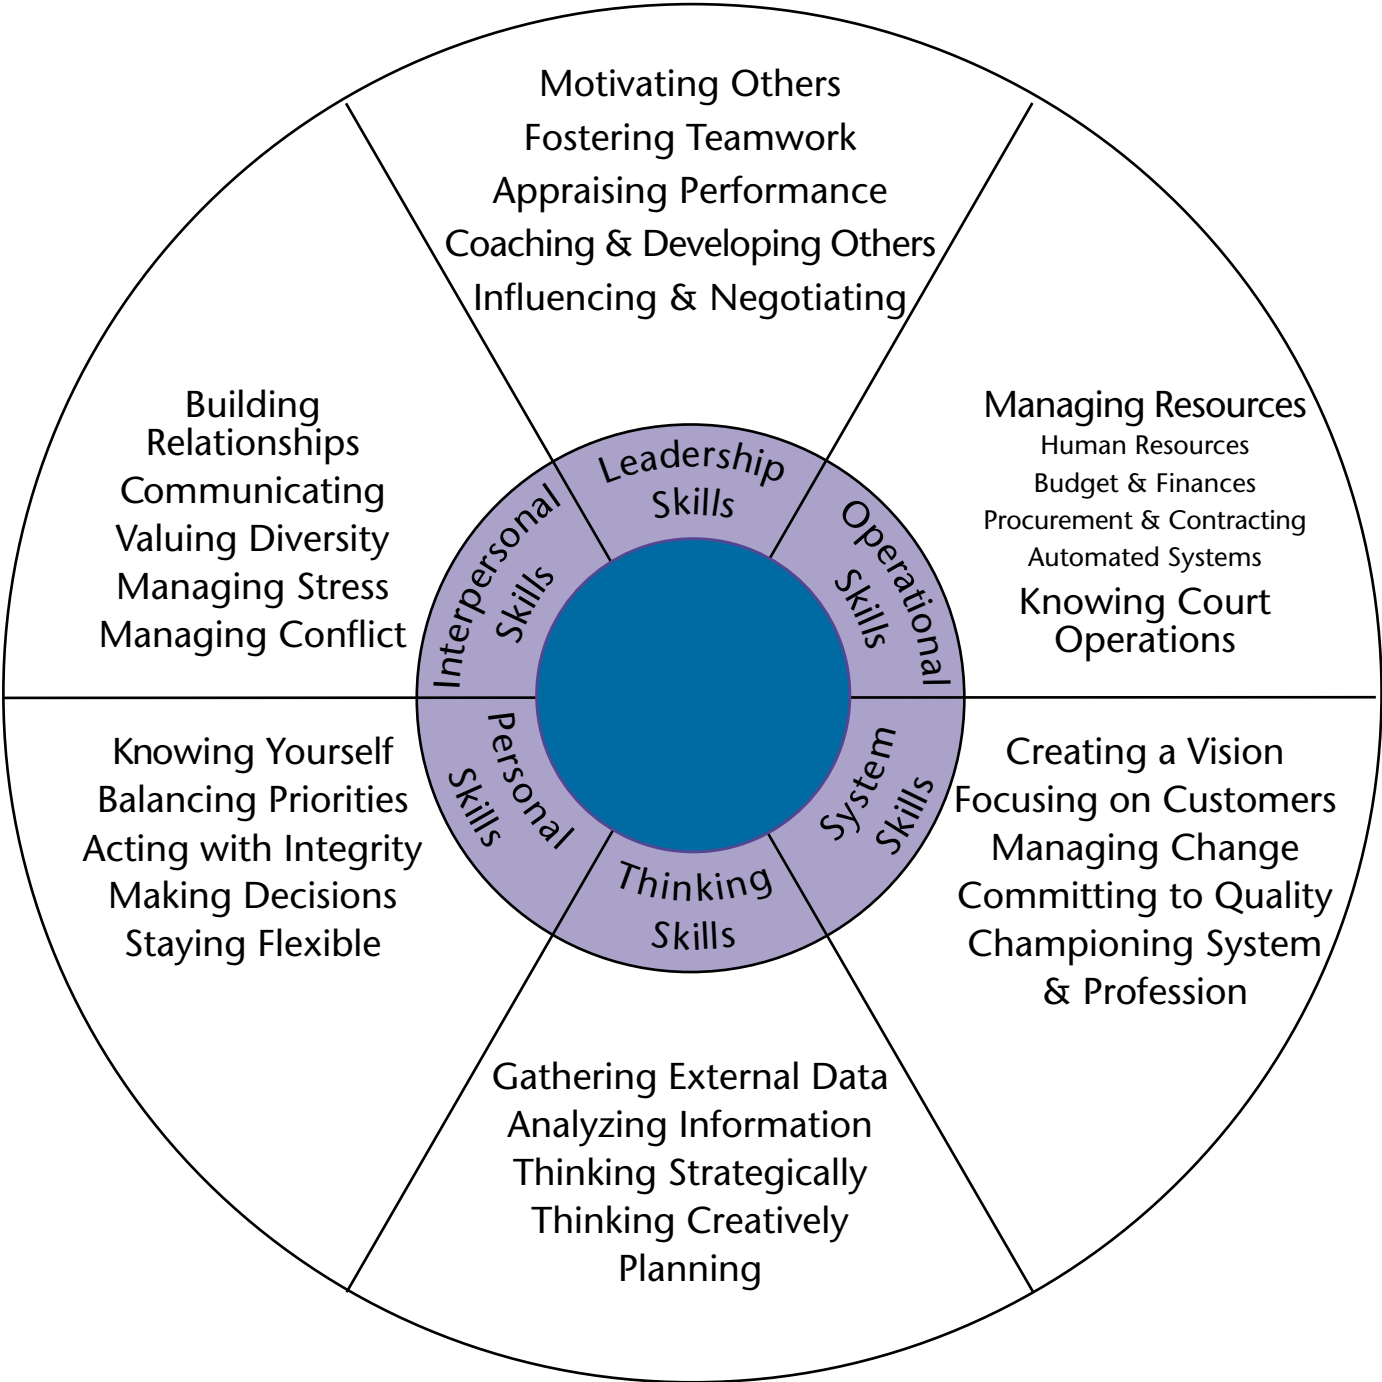 Motivating Others
Fostering Teamwork
Appraising Performance
Coaching & Developing Others
Influencing & Negotiating
Leadership
Skills
Managing Resources
Human Resources
Budget & Finances
Procurement & Contracting
Automated Systems
Knowing Court
Operations
Operational
Skills
Creating a Vision
Focusing on Customers
Managing Change
Committing to Quality
Championing System
& Profession
System
Skills
Gathering External Data
Analyzing Information
Thinking Strategically
Thinking Creatively
Planning
Thinking
Skills
Knowing Yourself
Balancing Priorities
Acting with Integrity
Making Decisions
Staying Flexible
Personal
Skills
Building
Relationships
Communicating
Valuing Diversity
Managing Stress
Managing Conflict
Interpersonal
Skills